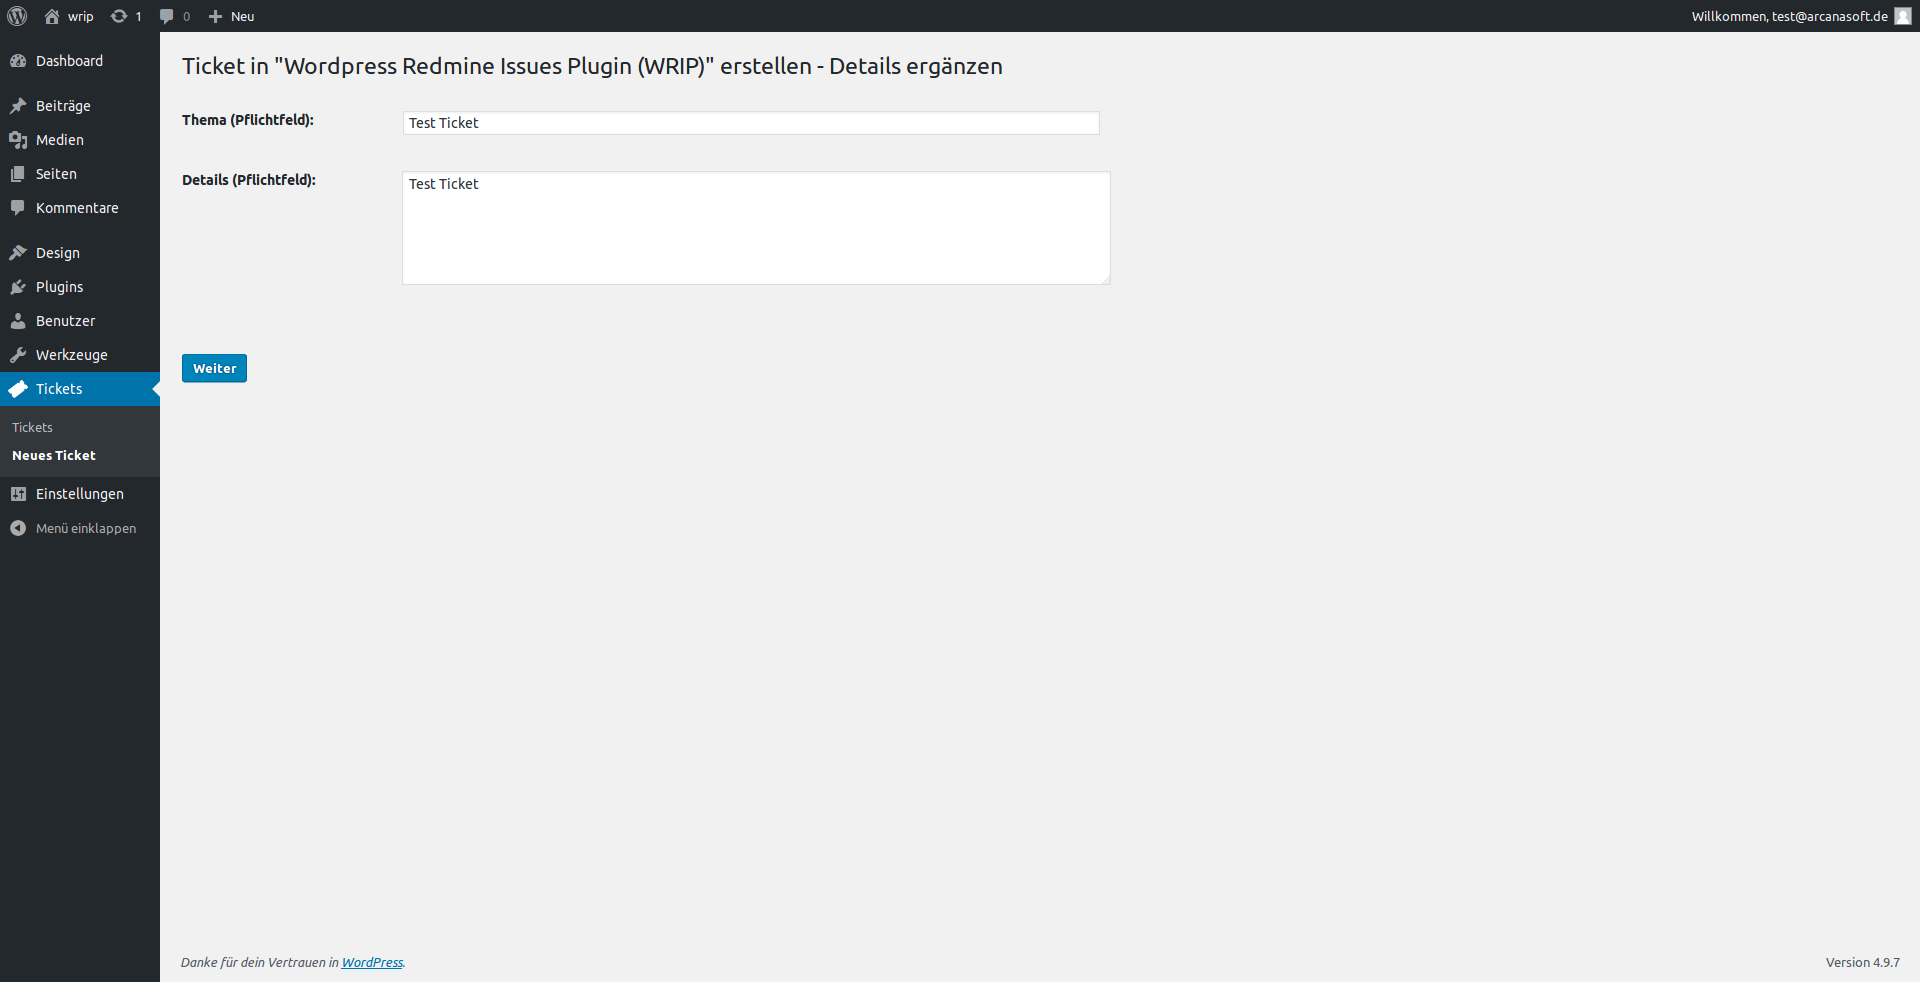 wrip 1 0 Neu Willkommen, test@arcanasoft.de
Dashboard
Beiträge
Medien
Seiten
Kommentare
Design
Plugins
Benutzer
Werkzeuge
Tickets
Tickets
Neues Ticket
Einstellungen
Menü einklappen
Ticket in "Wordpress Redmine Issues Plugin (WRIP)" erstellen - Details ergänzen
Thema (Pflichtfeld): Test Ticket
Details (Pflichtfeld): Test Ticket
Weiter
Danke für dein Vertrauen in WordPress. Version 4.9.7